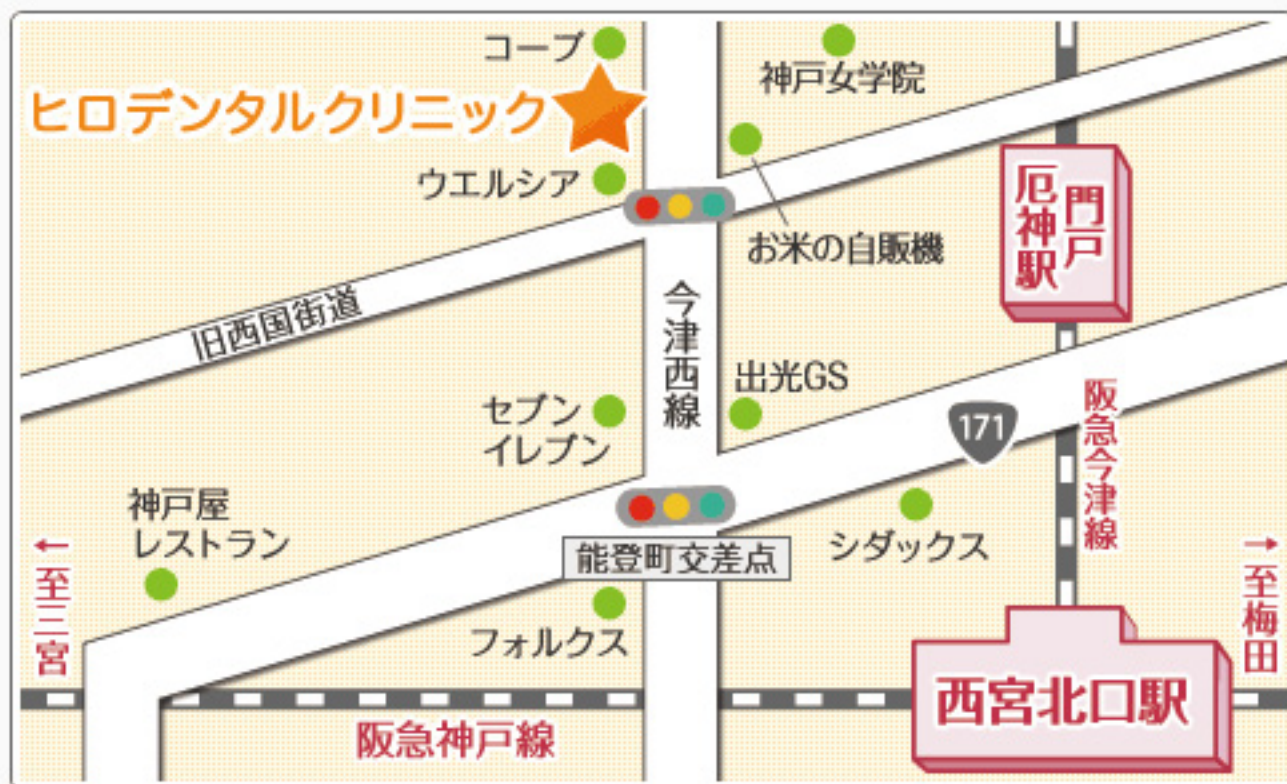 コープ
神戸女学院
ヒロデンタルクリニック
ウエルシア
お米の自販機
門戸
厄神駅
旧西国街道
今津西線
出光GS
セブン
イレブン
171
阪急今津線
神戸屋
レストラン
シダックス
能登町交差点
←至三宮
→至梅田
フォルクス
西宮北口駅
阪急神戸線